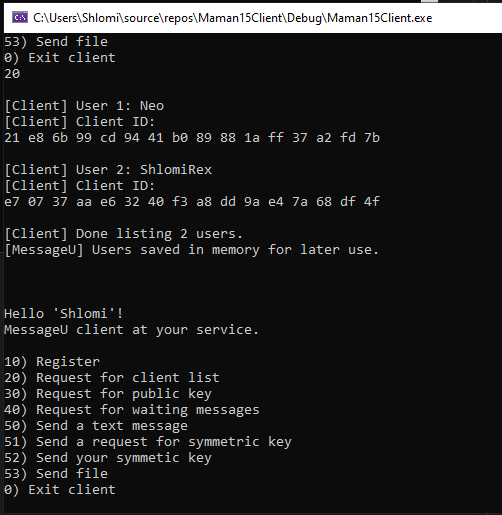 C:\Users\Shlomi\source\repos\Maman15Client\Debug\Maman15Client.exe
53) Send file
0) Exit client
20
[Client] User 1: Neo
[Client] Client ID:
21 e8 6b 99 cd 94 41 b0 89 88 1a ff 37 a2 fd 7b
[Client] User 2: ShlomiRex
[Client] Client ID:
e7 07 37 aa e6 32 40 f3 a8 dd 9a e4 7a 68 df 4f
[Client] Done listing 2 users.
[MessageU] Users saved in memory for later use.
Hello 'Shlomi'!
MessageU client at your service.
10) Register
20) Request for client list
30) Request for public key
40) Request for waiting messages
50) Send a text message
51) Send a request for symmetric key
52) Send your symmetic key
53) Send file
0) Exit client